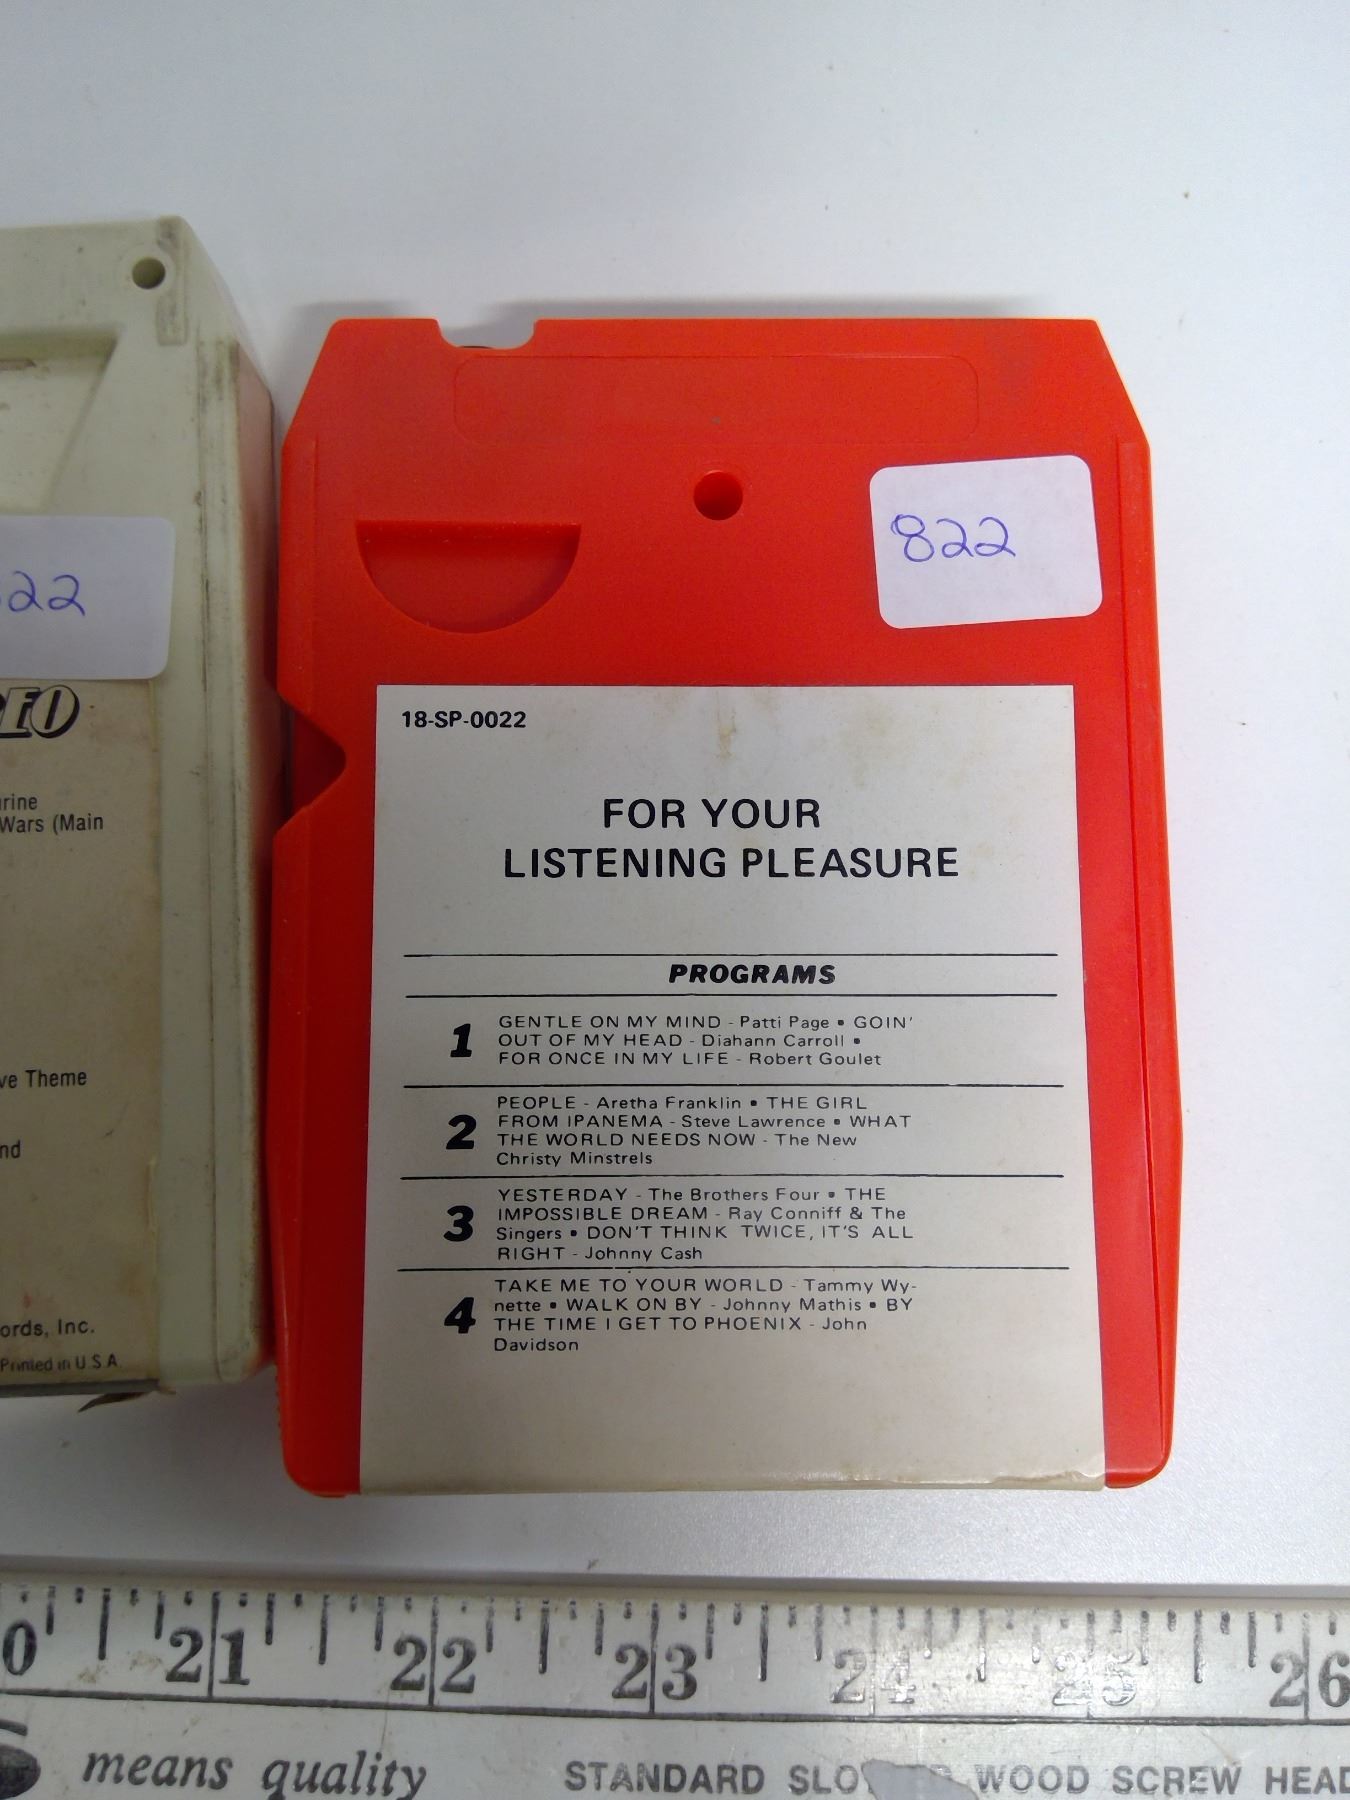 822
18-SP-0022
FOR YOUR
LISTENING PLEASURE
PROGRAMS
1
GENTLE ON MY MIND - Patti Page • GOIN'
OUT OF MY HEAD - Diahann Carroll •
FOR ONCE IN MY LIFE - Robert Goulet
2
PEOPLE - Aretha Franklin • THE GIRL
FROM IPANEMA - Steve Lawrence • WHAT
THE WORLD NEEDS NOW - The New
Christy Minstrels
3
YESTERDAY - The Brothers Four • THE
IMPOSSIBLE DREAM - Ray Conniff & The
Singers • DON'T THINK TWICE, IT'S ALL
RIGHT - Johnny Cash
4
TAKE ME TO YOUR WORLD - Tammy Wy-
nette • WALK ON BY - Johnny Mathis • BY
THE TIME I GET TO PHOENIX - John
Davidson
22
EO
rine
Wars (Main
ve Theme
nd
ords, Inc.
Printed in U.S.A.
0 21 22 23 24 25 26
means quality
STANDARD WOOD SCREW HEAD